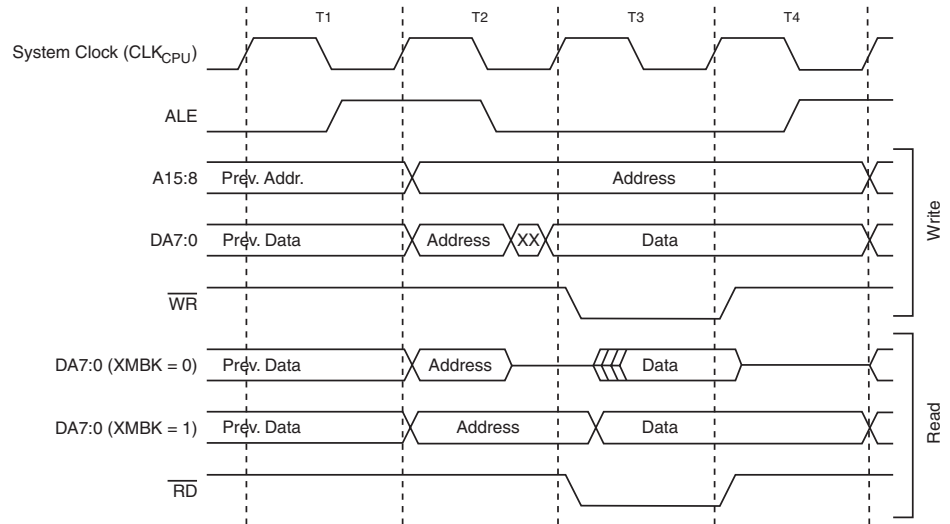 T1 T2 T3 T4
System Clock (CLKCPU)
ALE
A15:8 Prev. Addr. Address
DA7:0 Prev. Data Address XX Data
WR
Write
DA7:0 (XMBK = 0) Prev. Data Address Data
DA7:0 (XMBK = 1) Prev. Data Address Data
RD
Read